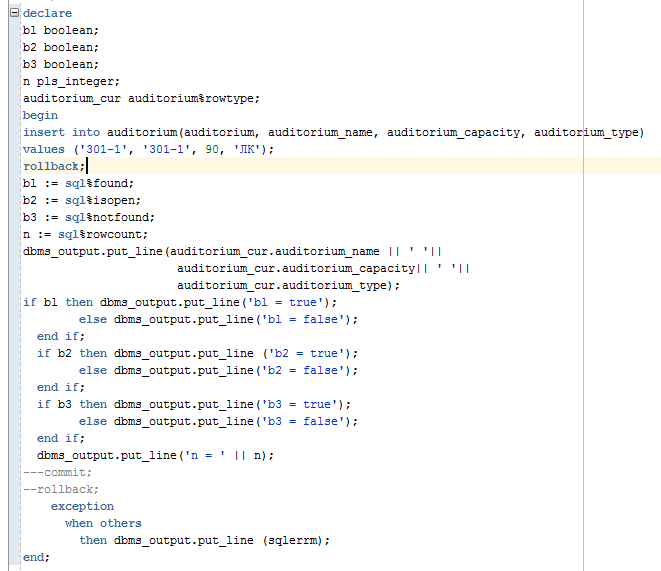 declare
b1 boolean;
b2 boolean;
b3 boolean;
n pls_integer;
auditorium_cur auditorium%rowtype;
begin
insert into auditorium(auditorium, auditorium_name, auditorium_capacity, auditorium_type)
values ('301-1', '301-1', 90, 'ЛК');
rollback;
b1 := sql%found;
b2 := sql%isopen;
b3 := sql%notfound;
n := sql%rowcount;
dbms_output.put_line(auditorium_cur.auditorium_name || ' '||
auditorium_cur.auditorium_capacity|| ' '||
auditorium_cur.auditorium_type);
if b1 then dbms_output.put_line('b1 = true');
else dbms_output.put_line('b1 = false');
end if;
if b2 then dbms_output.put_line ('b2 = true');
else dbms_output.put_line('b2 = false');
end if;
if b3 then dbms_output.put_line('b3 = true');
else dbms_output.put_line('b3 = false');
end if;
dbms_output.put_line('n = ' || n);
---commit;
--rollback;
exception
when others
then dbms_output.put_line (sqlerrm);
end;